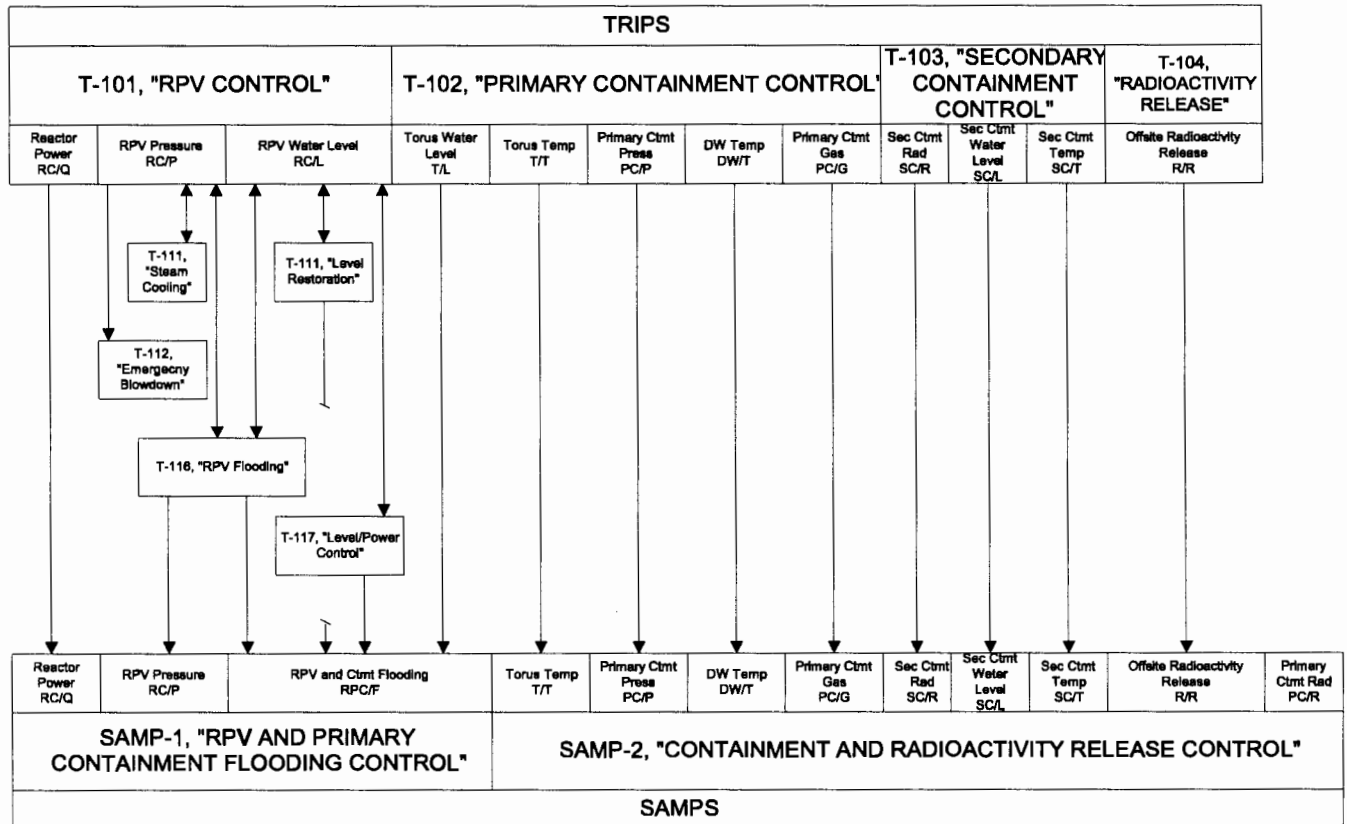 TRIPS
T-101, "RPV CONTROL"
T-102, "PRIMARY CONTAINMENT CONTROL"
T-103, "SECONDARY
CONTAINMENT
CONTROL"
T-104,
"RADIOACTIVITY
RELEASE"
Reactor
Power
RC/Q
RPV Pressure
RC/P
RPV Water Level
RC/L
Torus Water
Level
T/L
Torus Temp
T/T
Primary Ctmt
Press
PC/P
DW Temp
DW/T
Primary Ctmt
Gas
PC/G
Sec Ctmt
Rad
SC/R
Sec Ctmt
Water
Level
SC/L
Sec Ctmt
Temp
SC/T
Offsite Radioactivity
Release
R/R
T-111,
"Steam
Cooling"
T-111, "Level
Restoration"
T-112,
"Emergecny
Blowdown"
T-116, "RPV Flooding"
T-117, "Level/Power
Control"
Reactor
Power
RC/Q
RPV Pressure
RC/P
RPV and Ctmt Flooding
RPC/F
Torus Temp
T/T
Primary Ctmt
Press
PC/P
DW Temp
DW/T
Primary Ctmt
Gas
PC/G
Sec Ctmt
Rad
SC/R
Sec Ctmt
Water
Level
SC/L
Sec Ctmt
Temp
SC/T
Offsite Radioactivity
Release
R/R
Primary
Ctmt Rad
PC/R
SAMP-1, "RPV AND PRIMARY
CONTAINMENT FLOODING CONTROL"
SAMP-2, "CONTAINMENT AND RADIOACTIVITY RELEASE CONTROL"
SAMPS